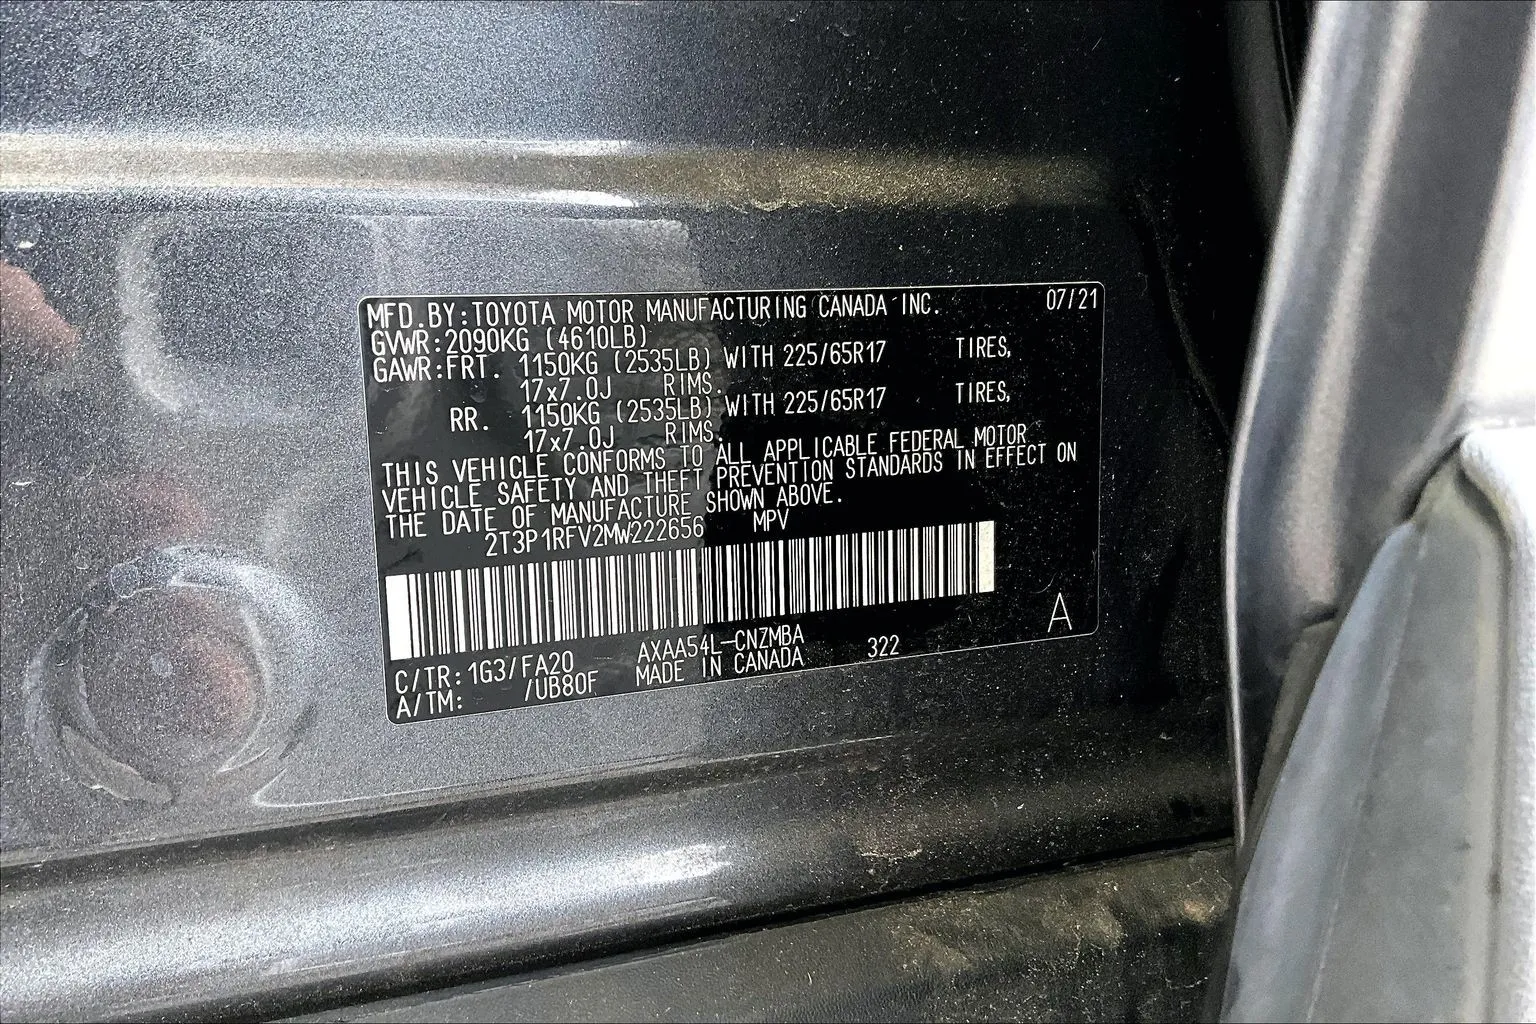 MFD.BY:TOYOTA MOTOR MANUFACTURING CANADA INC. 07/21
GVWR:2090KG (4610LB)
GAWR:FRT. 1150KG (2535LB) WITH 225/65R17 TIRES,
17x7.0J RIMS.
RR. 1150KG (2535LB) WITH 225/65R17 TIRES,
17x7.0J RIMS.
THIS VEHICLE CONFORMS TO ALL APPLICABLE FEDERAL MOTOR
VEHICLE SAFETY AND THEFT PREVENTION STANDARDS IN EFFECT ON
THE DATE OF MANUFACTURE SHOWN ABOVE.
2T3P1RFV2MW222656 MPV
A
C/TR:1G3/FA20 AXAA54L-CNZMBA 322
A/TM: /UB80F MADE IN CANADA